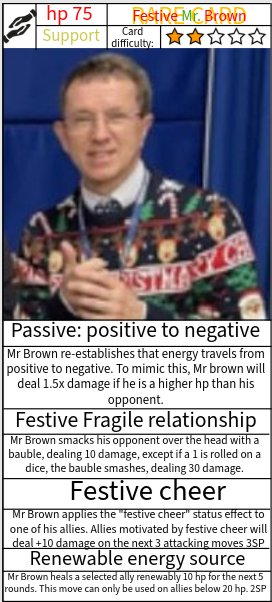 hp 75
RARE CARD
Festive Mr. Brown
Support
Card
difficulty:
CHRISTMAS
Passive: positive to negative
Mr Brown re-establishes that energy travels from
positive to negative. To mimic this, Mr brown will
deal 1.5x damage if he is a higher hp than his
opponent.
Festive Fragile relationship
Mr Brown smacks his opponent over the head with a
bauble, dealing 10 damage, except if a 1 is rolled on a
dice, the bauble smashes, dealing 30 damage.
Festive cheer
Mr Brown applies the "festive cheer" status effect to
one of his allies. Allies motivated by festive cheer will
deal +10 damage on the next 3 attacking moves 3SP
Renewable energy source
Mr Brown heals a selected ally renewably 10 hp for the next 5
rounds. This move can only be used on allies below 20 hp. 2SP